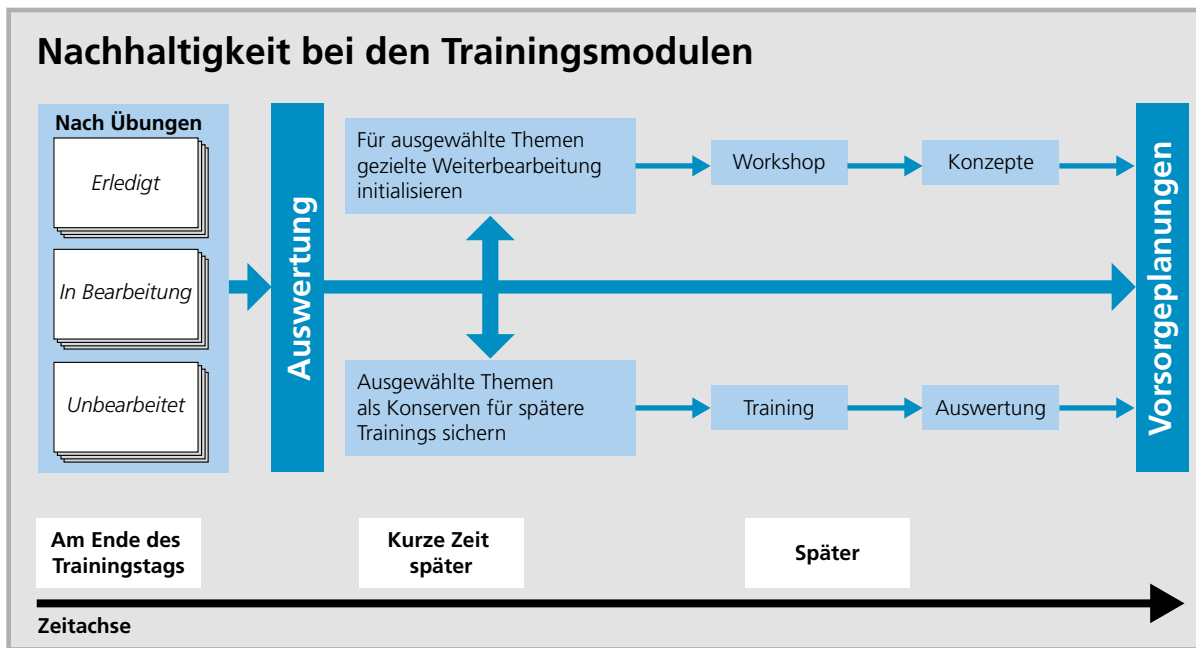 Nachhaltigkeit bei den Trainingsmodulen
Nach Übungen
Erledigt
In Bearbeitung
Unbearbeitet
Auswertung
Für ausgewählte Themen
gezielte Weiterbearbeitung
initialisieren
Workshop
Konzepte
Ausgewählte Themen
als Konserven für spätere
Trainings sichern
Training
Auswertung
Vorsorgeplanungen
Am Ende des
Trainingstags
Kurze Zeit
später
Später
Zeitachse